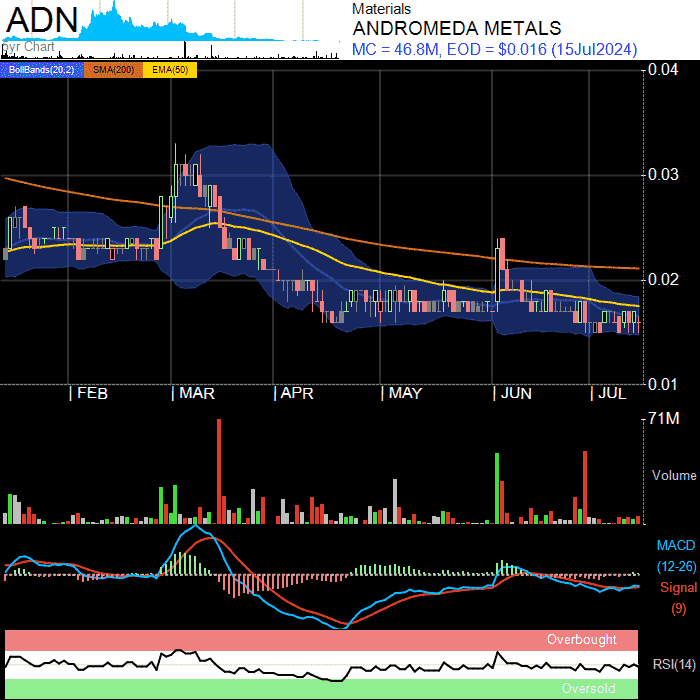 ADN
Materials
ANDROMEDA METALS
MC = 46.8M, EOD = $0.016 (15Jul2024)
5yr Chart
BollBands(20,2) SMA(200) EMA(50)
0.04
0.03
0.02
0.01
| FEB | MAR | APR | MAY | JUN | JUL
71M
Volume
MACD
(12-26)
Signal
(9)
Overbought
RSI(14)
Oversold